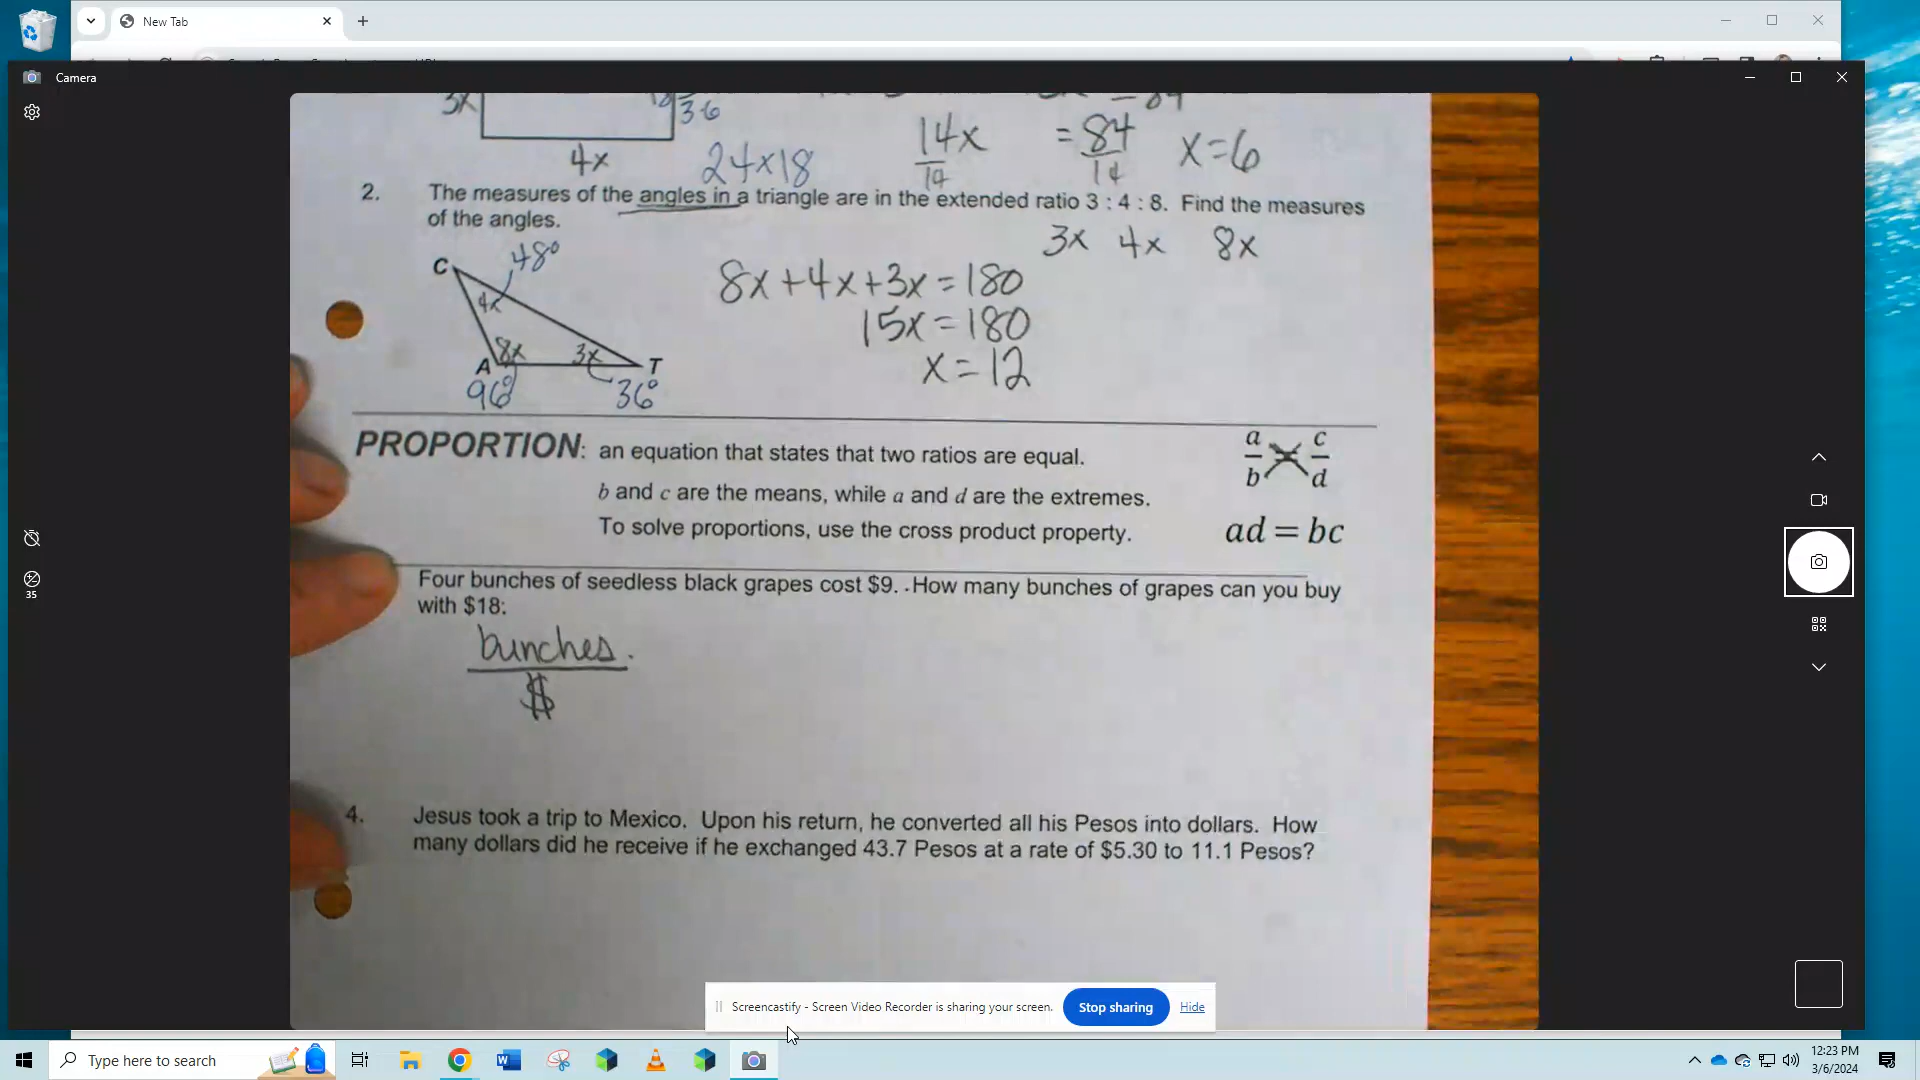 New Tab
Camera
3x
36
= 84
14x = 84 x=6
14 14
4x
24x18
2. The measures of the angles in a triangle are in the extended ratio 3 : 4 : 8. Find the measures
of the angles.
3x 4x 8x
C 48°
4x
8x 3x
A T
96° 36°
8x+4x+3x=180
15x=180
x=12
PROPORTION: an equation that states that two ratios are equal.
b and c are the means, while a and d are the extremes.
To solve proportions, use the cross product property.
a c
b d
ad = bc
Four bunches of seedless black grapes cost $9. How many bunches of grapes can you buy
with $18:
bunches.
$
4. Jesus took a trip to Mexico. Upon his return, he converted all his Pesos into dollars. How
many dollars did he receive if he exchanged 43.7 Pesos at a rate of $5.30 to 11.1 Pesos?
35
Screencastify - Screen Video Recorder is sharing your screen.
Stop sharing
Hide
Type here to search
12:23 PM
3/6/2024